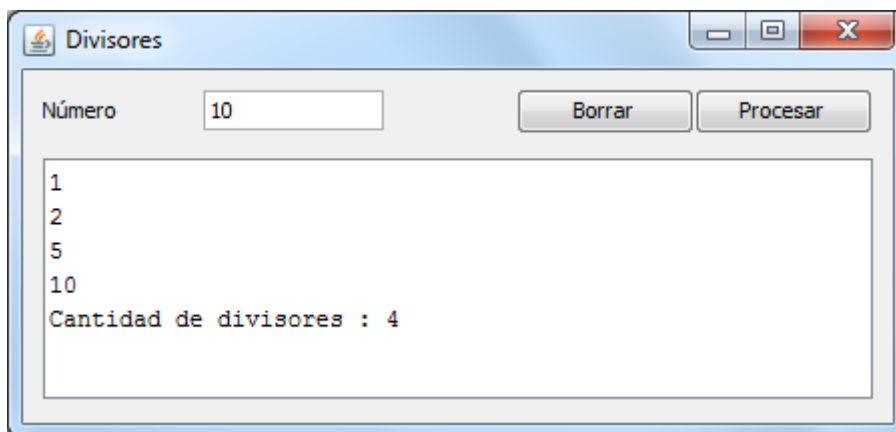 Divisores
Número 10 Borrar Procesar
1
2
5
10
Cantidad de divisores : 4